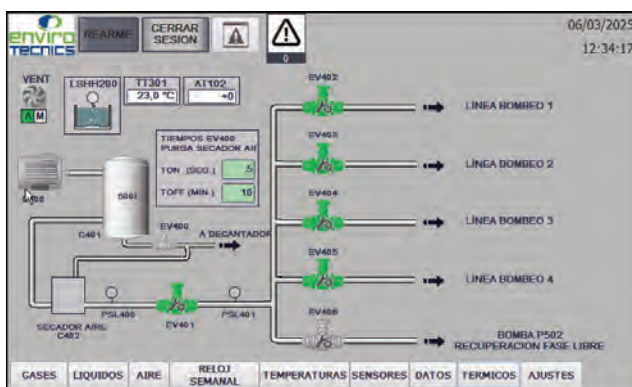 enviro
TECNICS
REARME
CERRAR
SESION
0
06/03/2025
12:34:17
VENT
A M
LSHH200
TT301
23,0 °C
AT102
+0
TIEMPOS EV400
PURGA SECADOR AIRE
TON (SEG.) 5
TOFF (MIN.) 10
C401
EV400
A DECANTADOR
SECADOR AIRE
C402
PSL400
EV401
PSL401
EV402
LINEA BOMBEO 1
EV403
LINEA BOMBEO 2
EV404
LINEA BOMBEO 3
EV405
LINEA BOMBEO 4
EV406
BOMBA P502
RECUPERACION FASE LIBRE
GASES
LIQUIDOS
AIRE
RELOJ
SEMANAL
TEMPERATURAS
SENSORES
DATOS
TERMICOS
AJUSTES